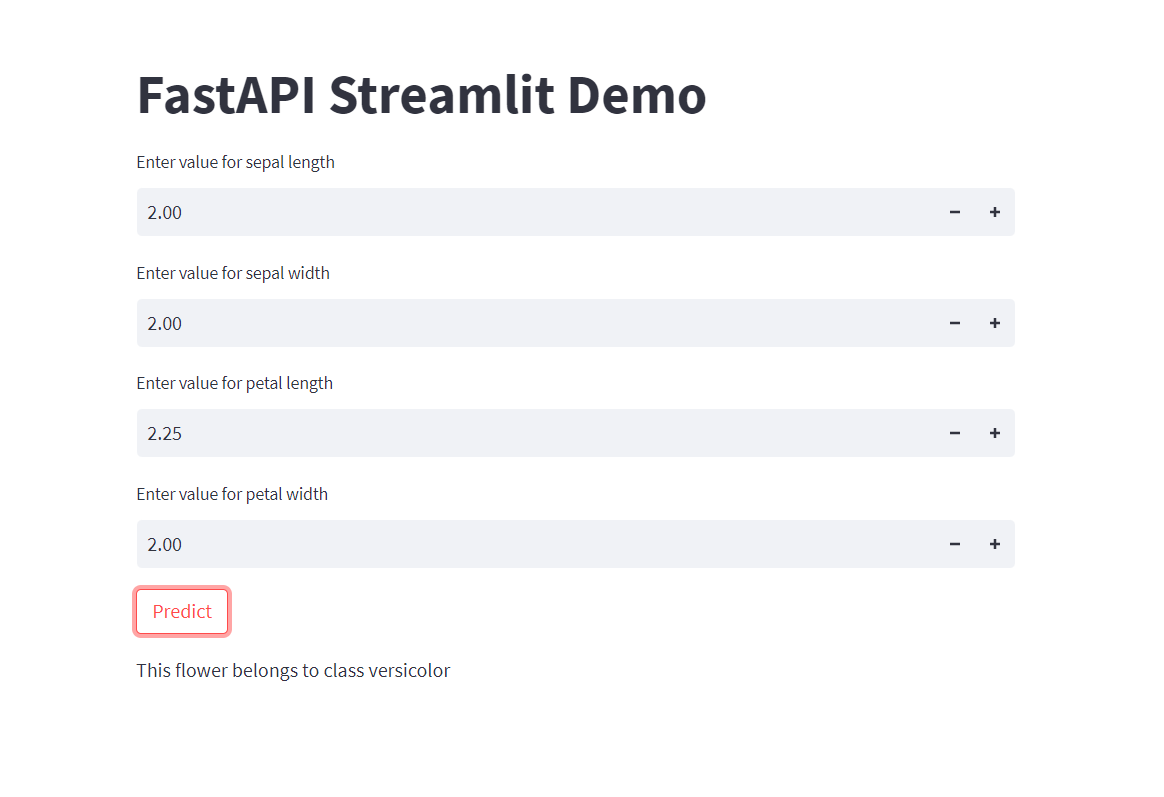 FastAPI Streamlit Demo
Enter value for sepal length
2.00
Enter value for sepal width
2.00
Enter value for petal length
2.25
Enter value for petal width
2.00
Predict
This flower belongs to class versicolor